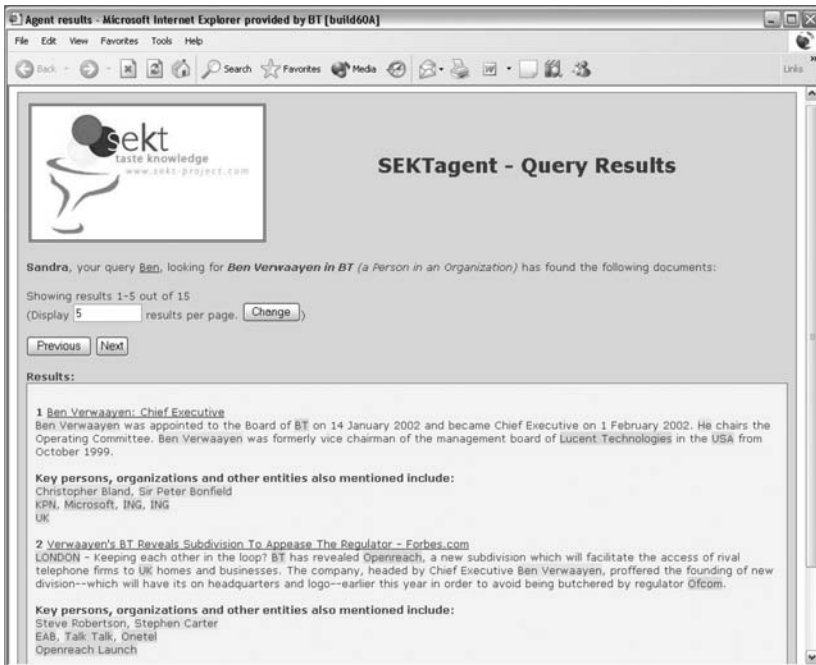 Agent results - Microsoft Internet Explorer provided by BT [build60A]
File Edit View Favorites Tools Help
Back Search Favorites Media Links
sekt
taste knowledge
www.sekt-project.com
SEKTagent - Query Results
Sandra, your query Ben, looking for Ben Verwaayen in BT (a Person in an Organization) has found the following documents:
Showing results 1-5 out of 15
(Display 5 results per page. Change )
Previous Next
Results:
1 Ben Verwaayen: Chief Executive
Ben Verwaayen was appointed to the Board of BT on 14 January 2002 and became Chief Executive on 1 February 2002. He chairs the
Operating Committee. Ben Verwaayen was formerly vice chairman of the management board of Lucent Technologies in the USA from
October 1999.
Key persons, organizations and other entities also mentioned include:
Christopher Bland, Sir Peter Bonfield
KPN, Microsoft, ING, ING
UK
2 Verwaayen's BT Reveals Subdivision To Appease The Regulator - Forbes.com
LONDON - Keeping each other in the loop? BT has revealed Openreach, a new subdivision which will facilitate the access of rival
telephone firms to UK homes and businesses. The company, headed by Chief Executive Ben Verwaayen, proffered the founding of new
division--which will have its on headquarters and logo--earlier this year in order to avoid being butchered by regulator Ofcom.
Key persons, organizations and other entities also mentioned include:
Steve Robertson, Stephen Carter
EAB, Talk Talk, Onetel
Openreach Launch